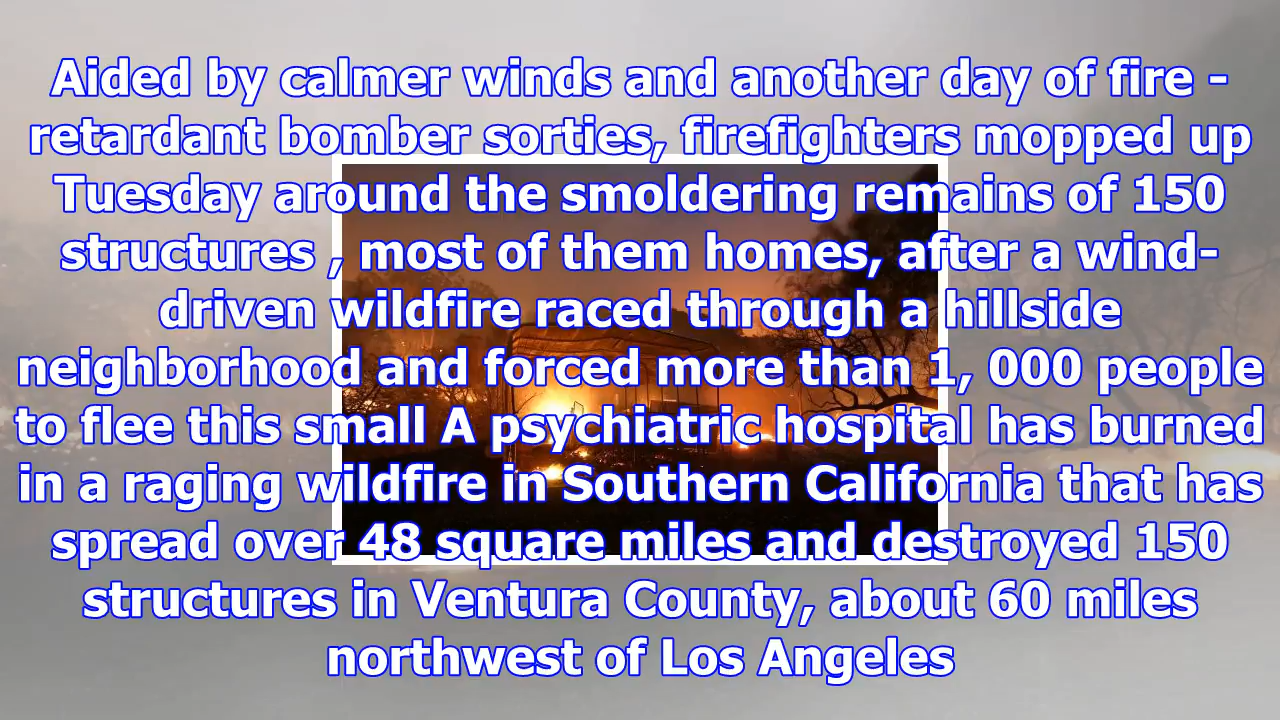 Aided by calmer winds and another day of fire -
retardant bomber sorties, firefighters mopped up
Tuesday around the smoldering remains of 150
structures , most of them homes, after a wind-
driven wildfire raced through a hillside
neighborhood and forced more than 1, 000 people
to flee this small A psychiatric hospital has burned
in a raging wildfire in Southern California that has
spread over 48 square miles and destroyed 150
structures in Ventura County, about 60 miles
northwest of Los Angeles